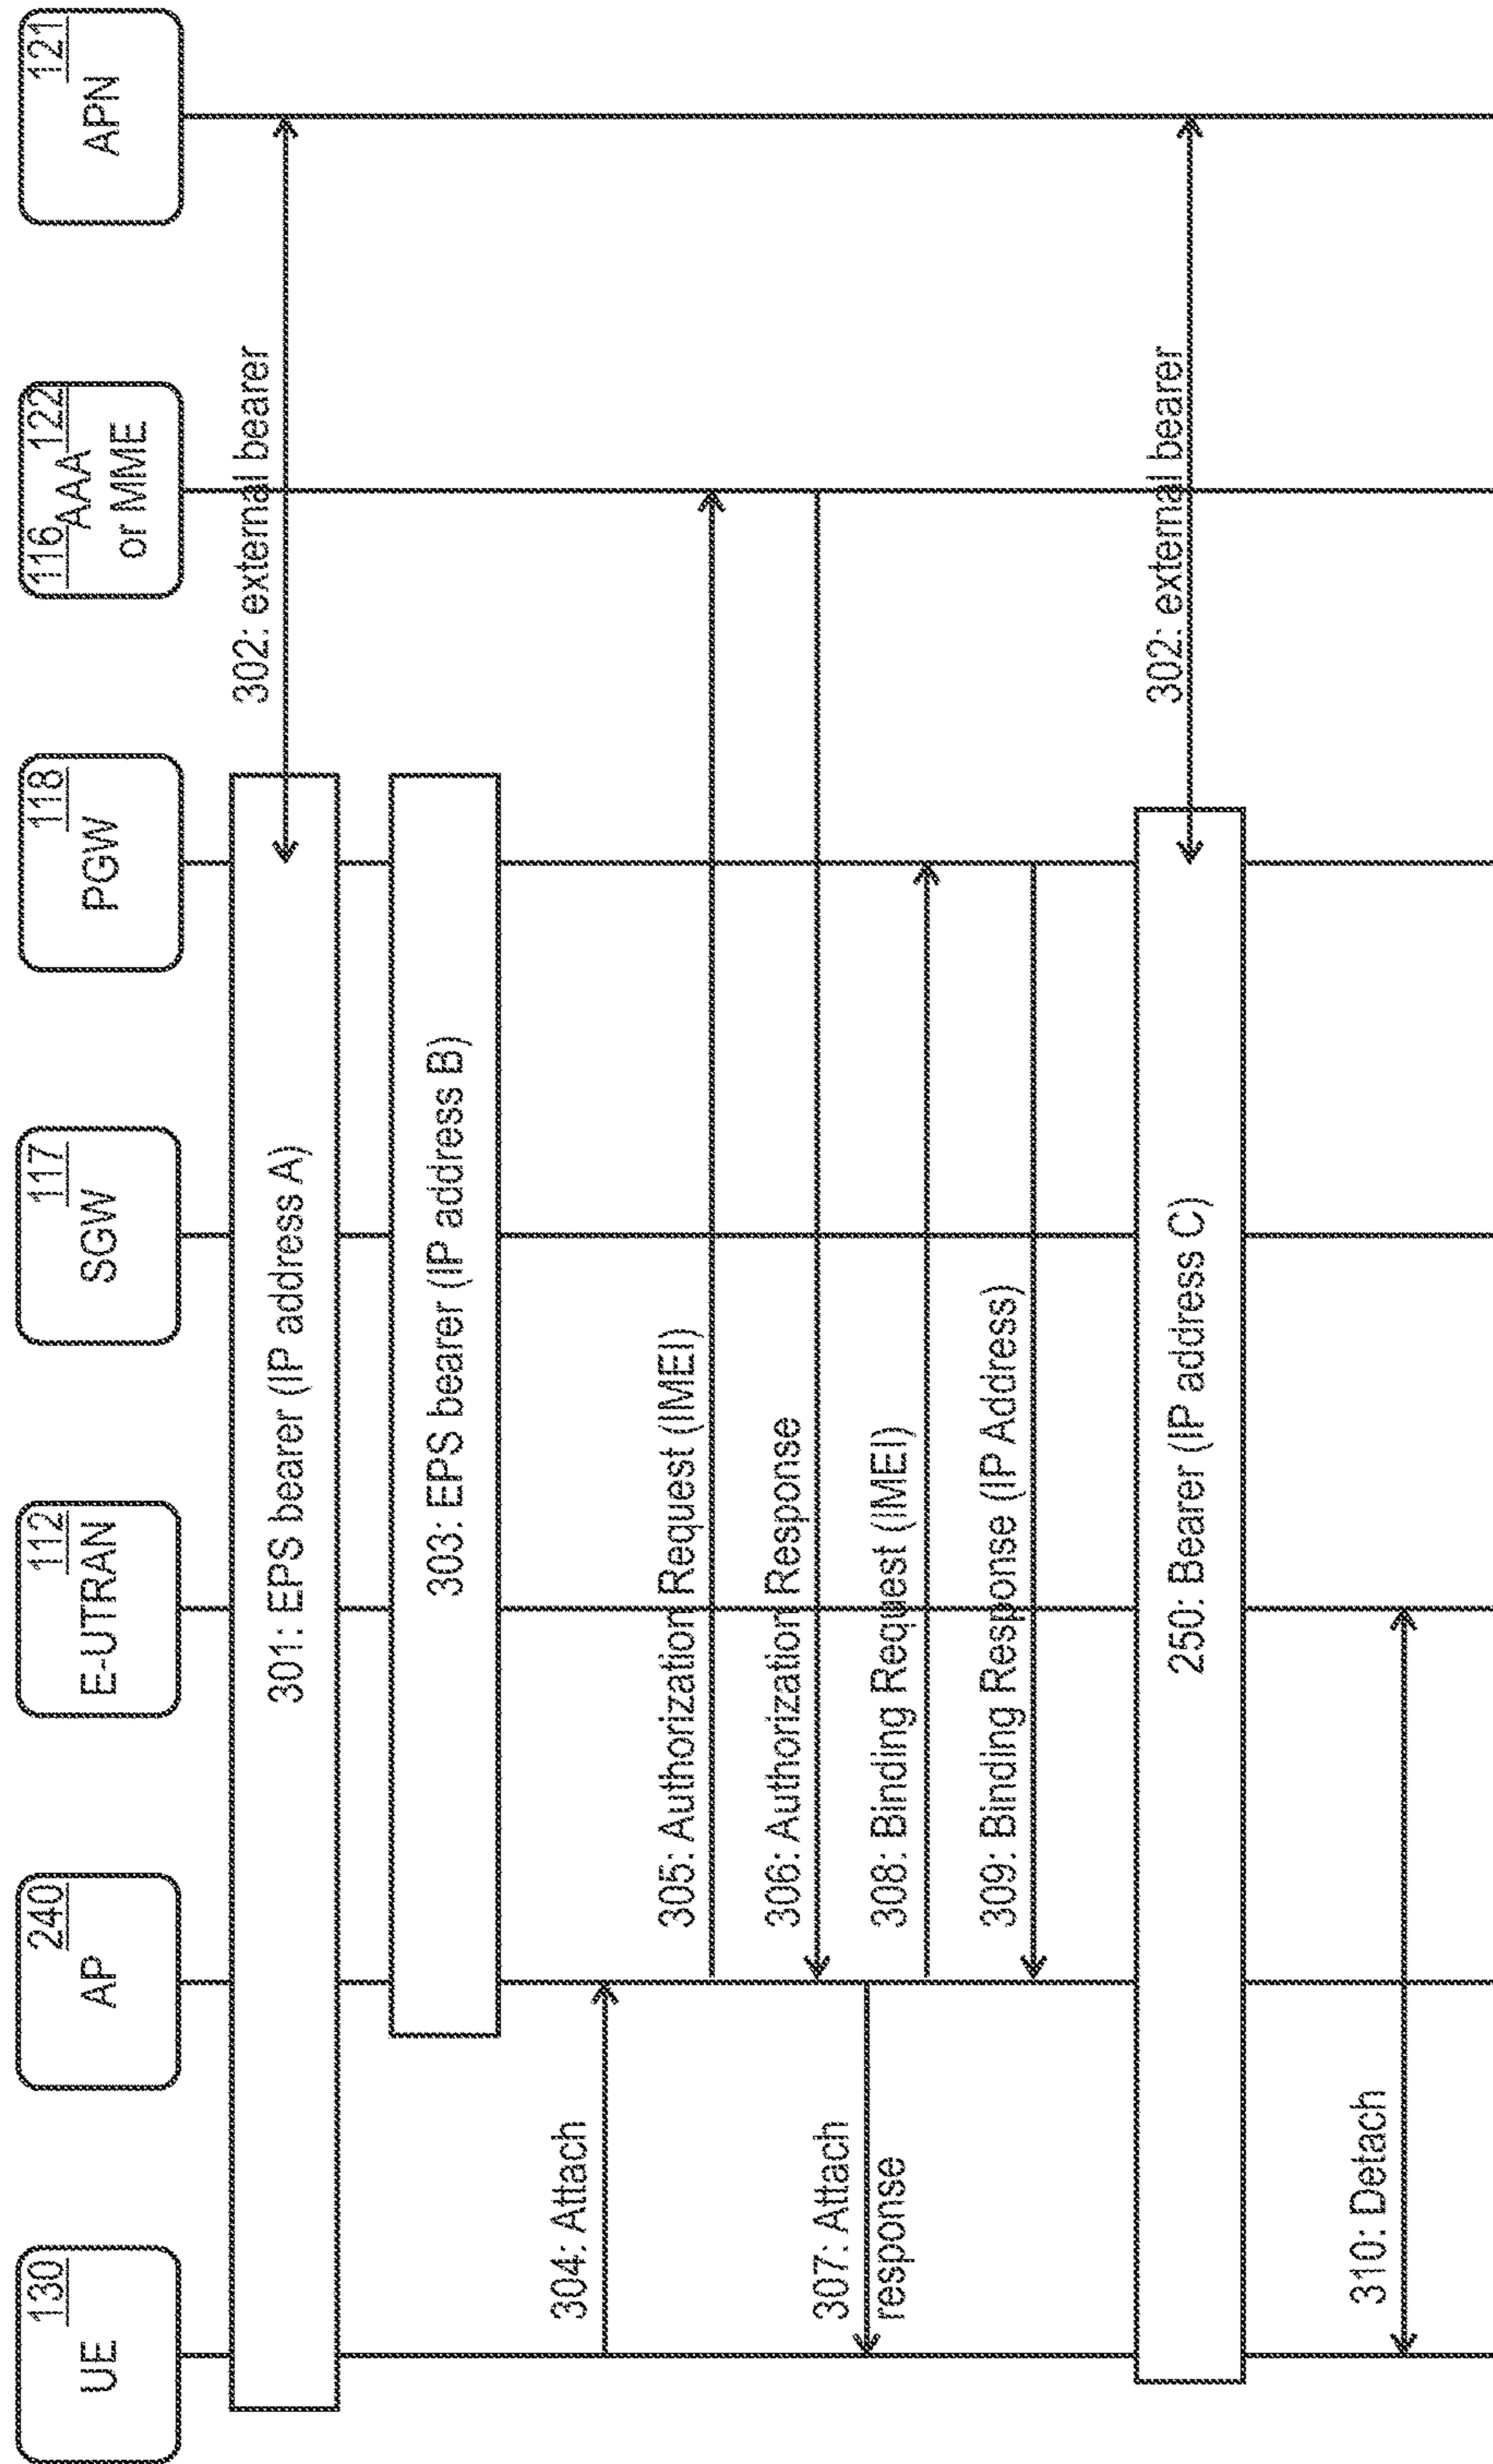 130
UE
240
AP
112
E-UTRAN
117
SGW
118
PGW
116 122
AAA
or MME
121
APN
301: EPS bearer (IP address A)
302: external bearer
303: EPS bearer (IP address B)
304: Attach
305: Authorization Request (IMEI)
306: Authorization Response
307: Attach
response
308: Binding Request (IMEI)
309: Binding Response (IP Address)
250: Bearer (IP address C)
302: external bearer
310: Detach